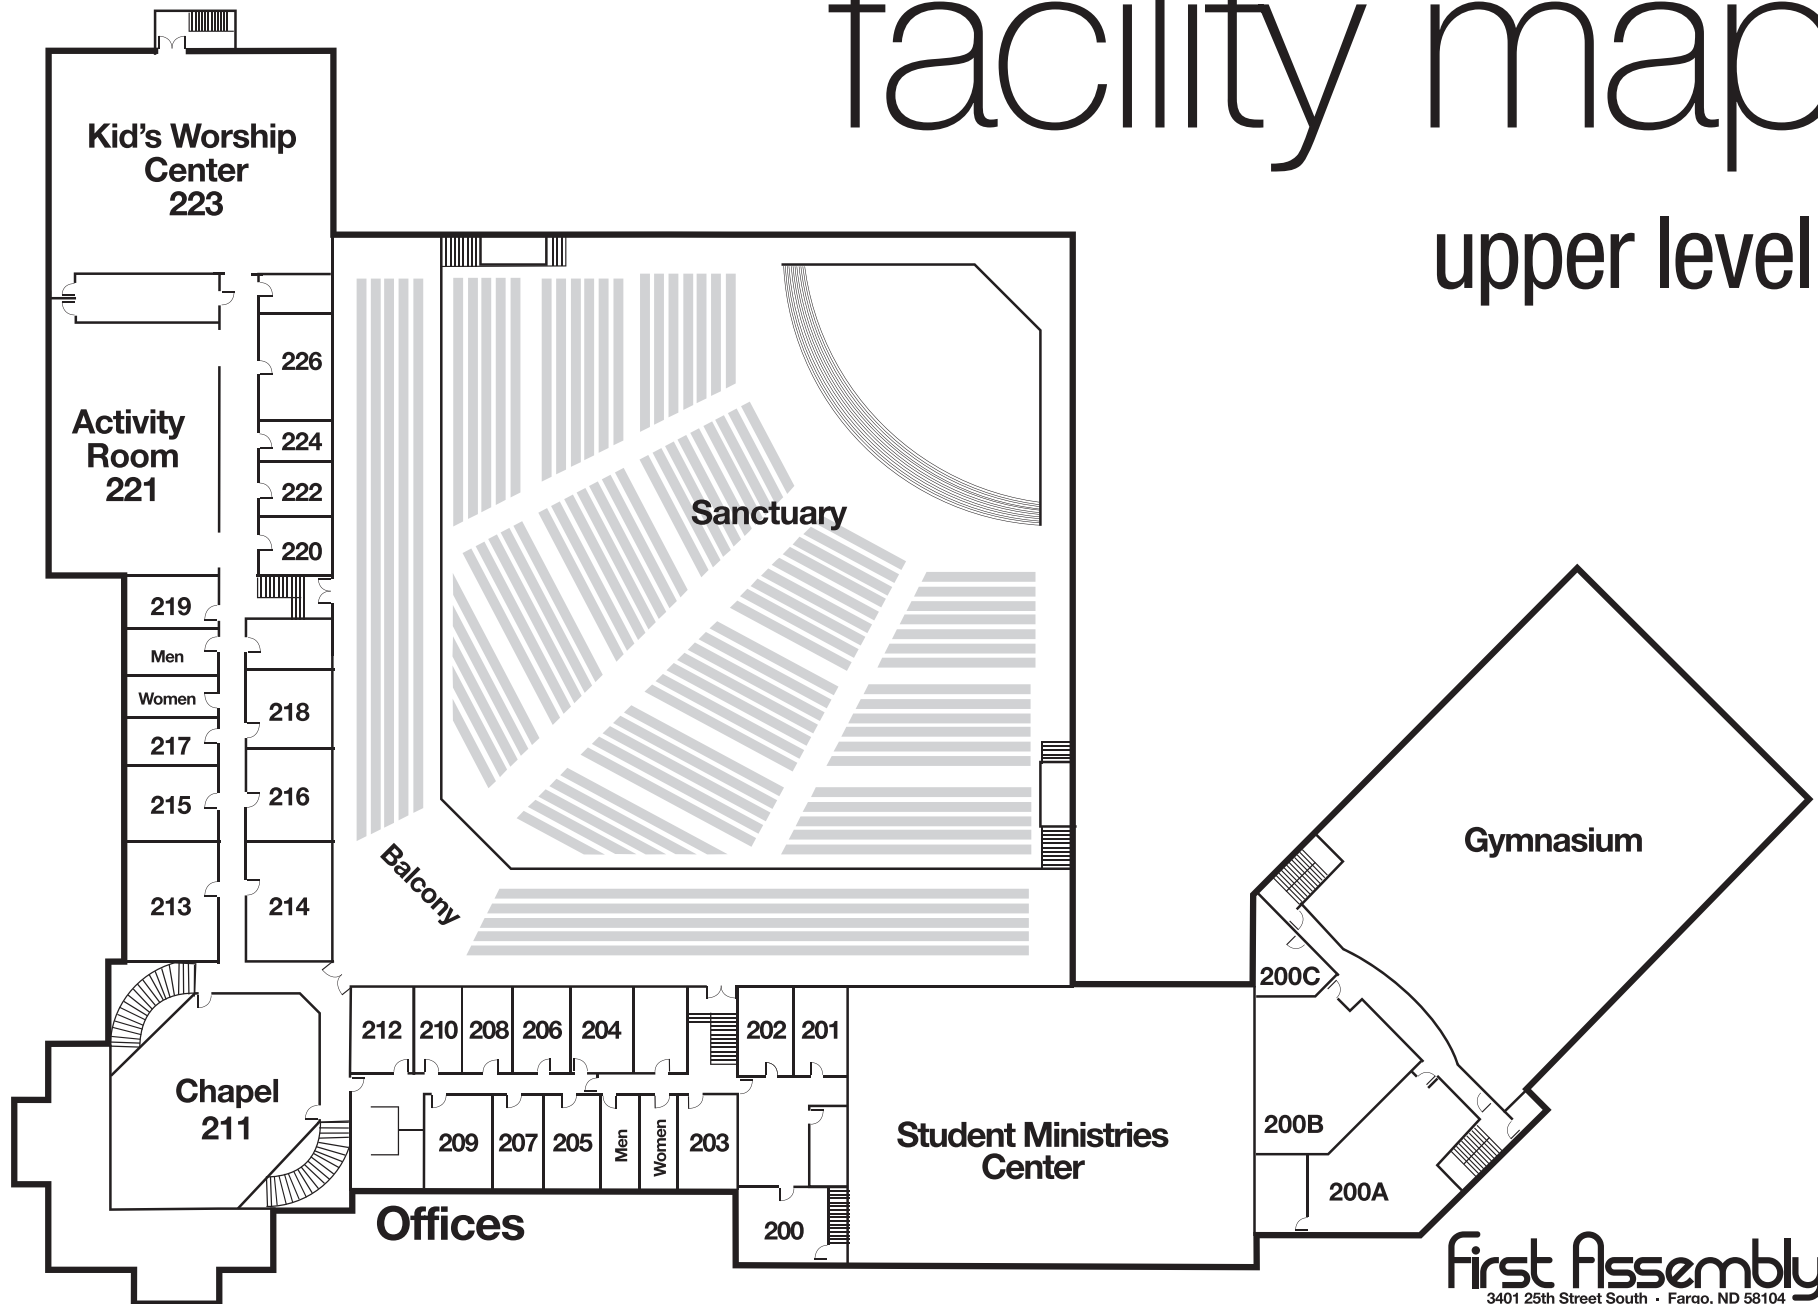 facility map
upper level
Kid's Worship
Center
223
226
Activity
Room
221
224
222
220
Sanctuary
219
Men
Women
218
217
216
215
213
214
Balcony
Gymnasium
200C
212
210
208
206
204
202
201
Chapel
211
209
207
205
Men
Women
203
Student Ministries
Center
200B
200A
Offices
200
First Assembly
3401 25th Street South · Fargo, ND 58104